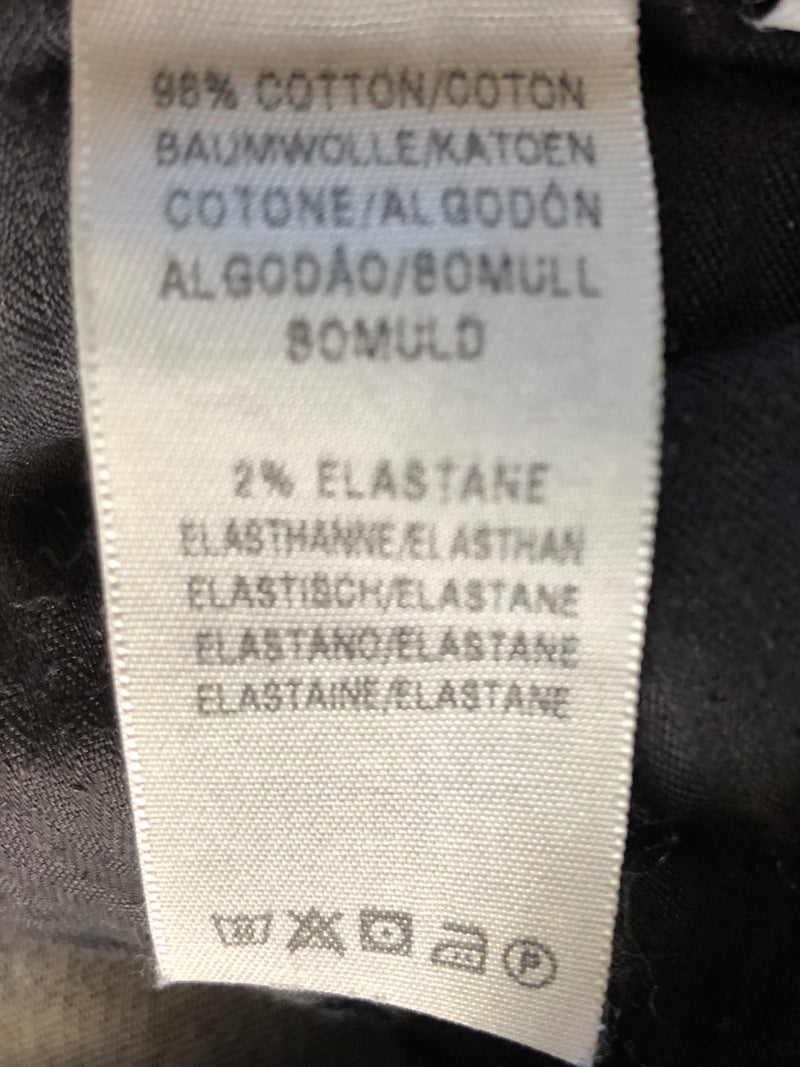 98% COTTON/COTON
BAUMWOLLE/KATOEN
COTONE/ALGODÓN
ALGODÃO/BOMULL
BOMULD
2% ELASTANE
ELASTHANNE/ELASTHAN
ELASTISCH/ELASTANE
ELASTANO/ELASTANE
ELASTAINE/ELASTANE
P